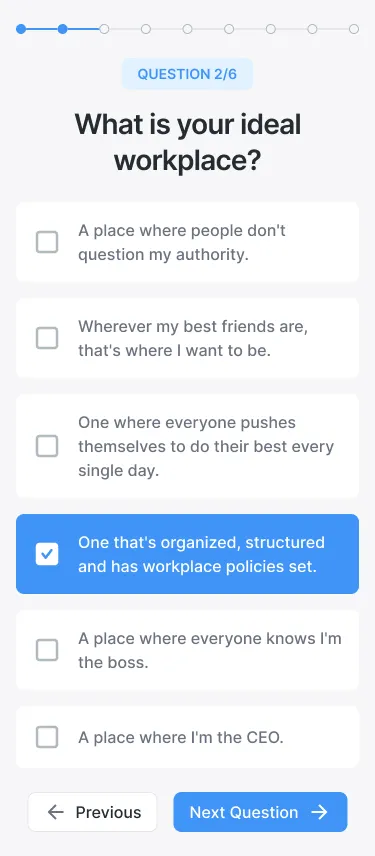 QUESTION 2/6
What is your ideal
workplace?
A place where people don't
question my authority.
Wherever my best friends are,
that's where I want to be.
One where everyone pushes
themselves to do their best every
single day.
One that's organized, structured
and has workplace policies set.
A place where everyone knows I'm
the boss.
A place where I'm the CEO.
Previous
Next Question